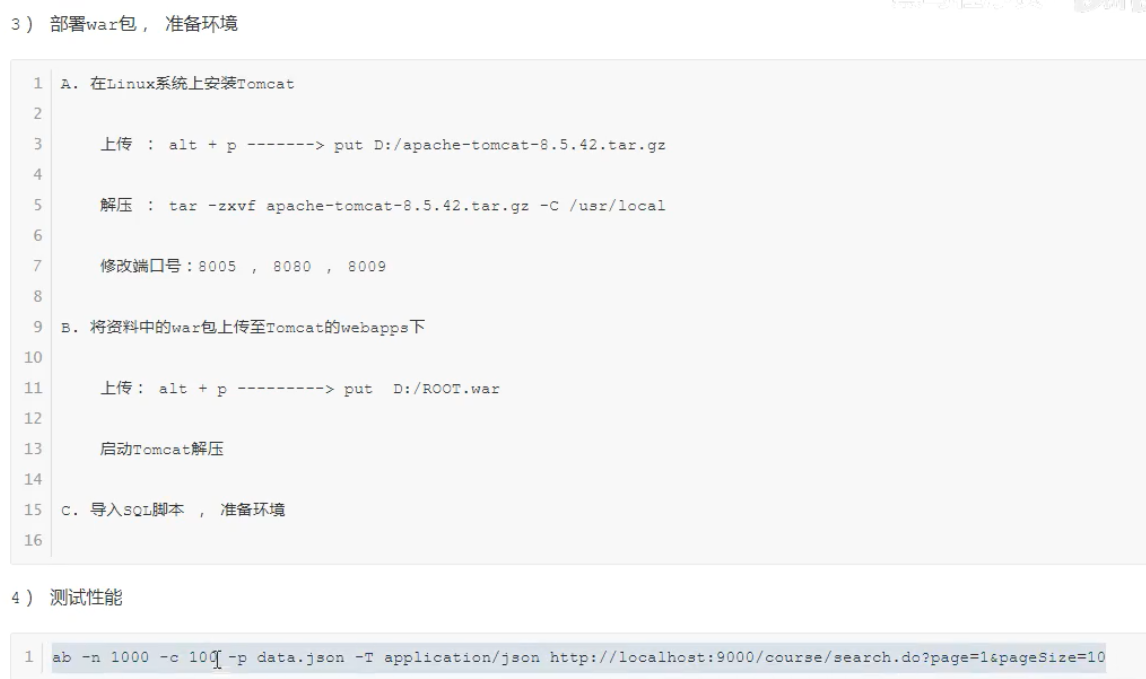 3） 部署war包， 准备环境
1 A. 在Linux系统上安装Tomcat
2
3 上传 ： alt + p -------> put D:/apache-tomcat-8.5.42.tar.gz
4
5 解压 ： tar -zxvf apache-tomcat-8.5.42.tar.gz -C /usr/local
6
7 修改端口号：8005 , 8080 , 8009
8
9 B. 将资料中的war包上传至Tomcat的webapps下
10
11 上传： alt + p ---------> put D:/ROOT.war
12
13 启动Tomcat解压
14
15 C. 导入SQL脚本 ， 准备环境
16
4） 测试性能
1 ab -n 1000 -c 100 -p data.json -T application/json http://localhost:9000/course/search.do?page=1&pageSize=10